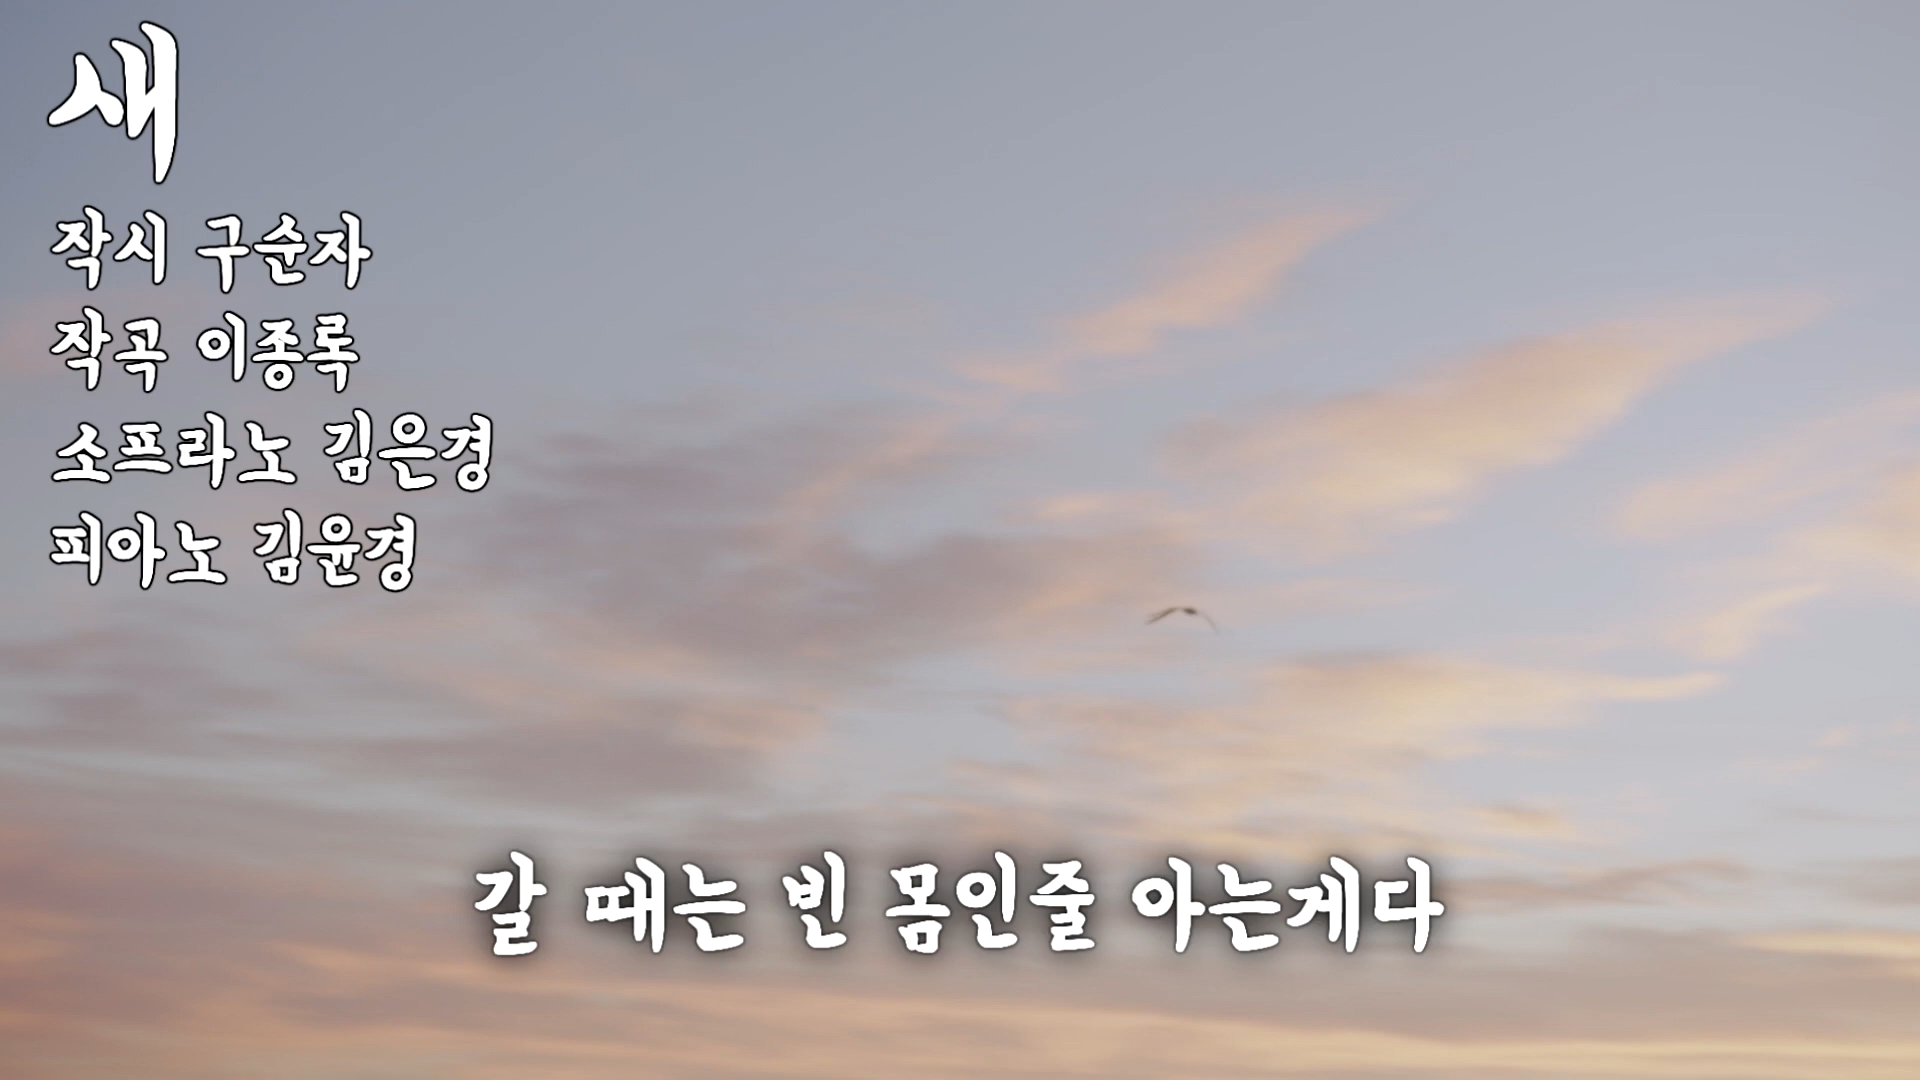 새
작시 구순자
작곡 이종록
소프라노 김은경
피아노 김윤경
갈 때는 빈 몸인줄 아는게다